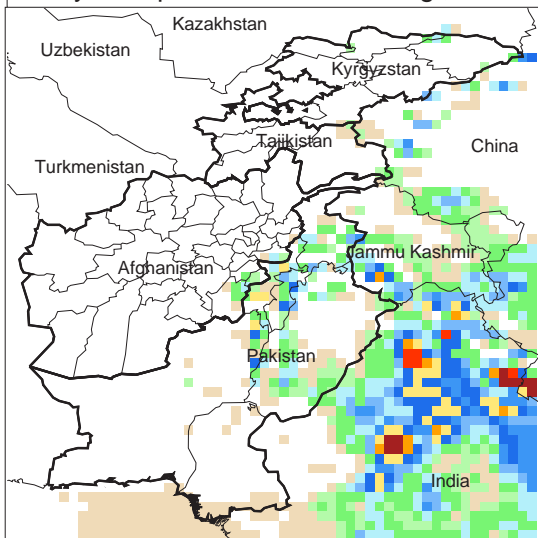 Kazakhstan
Uzbekistan
Kyrgyzstan
Tajikistan
China
Turkmenistan
Jammu Kashmir
Afghanistan
Pakistan
India